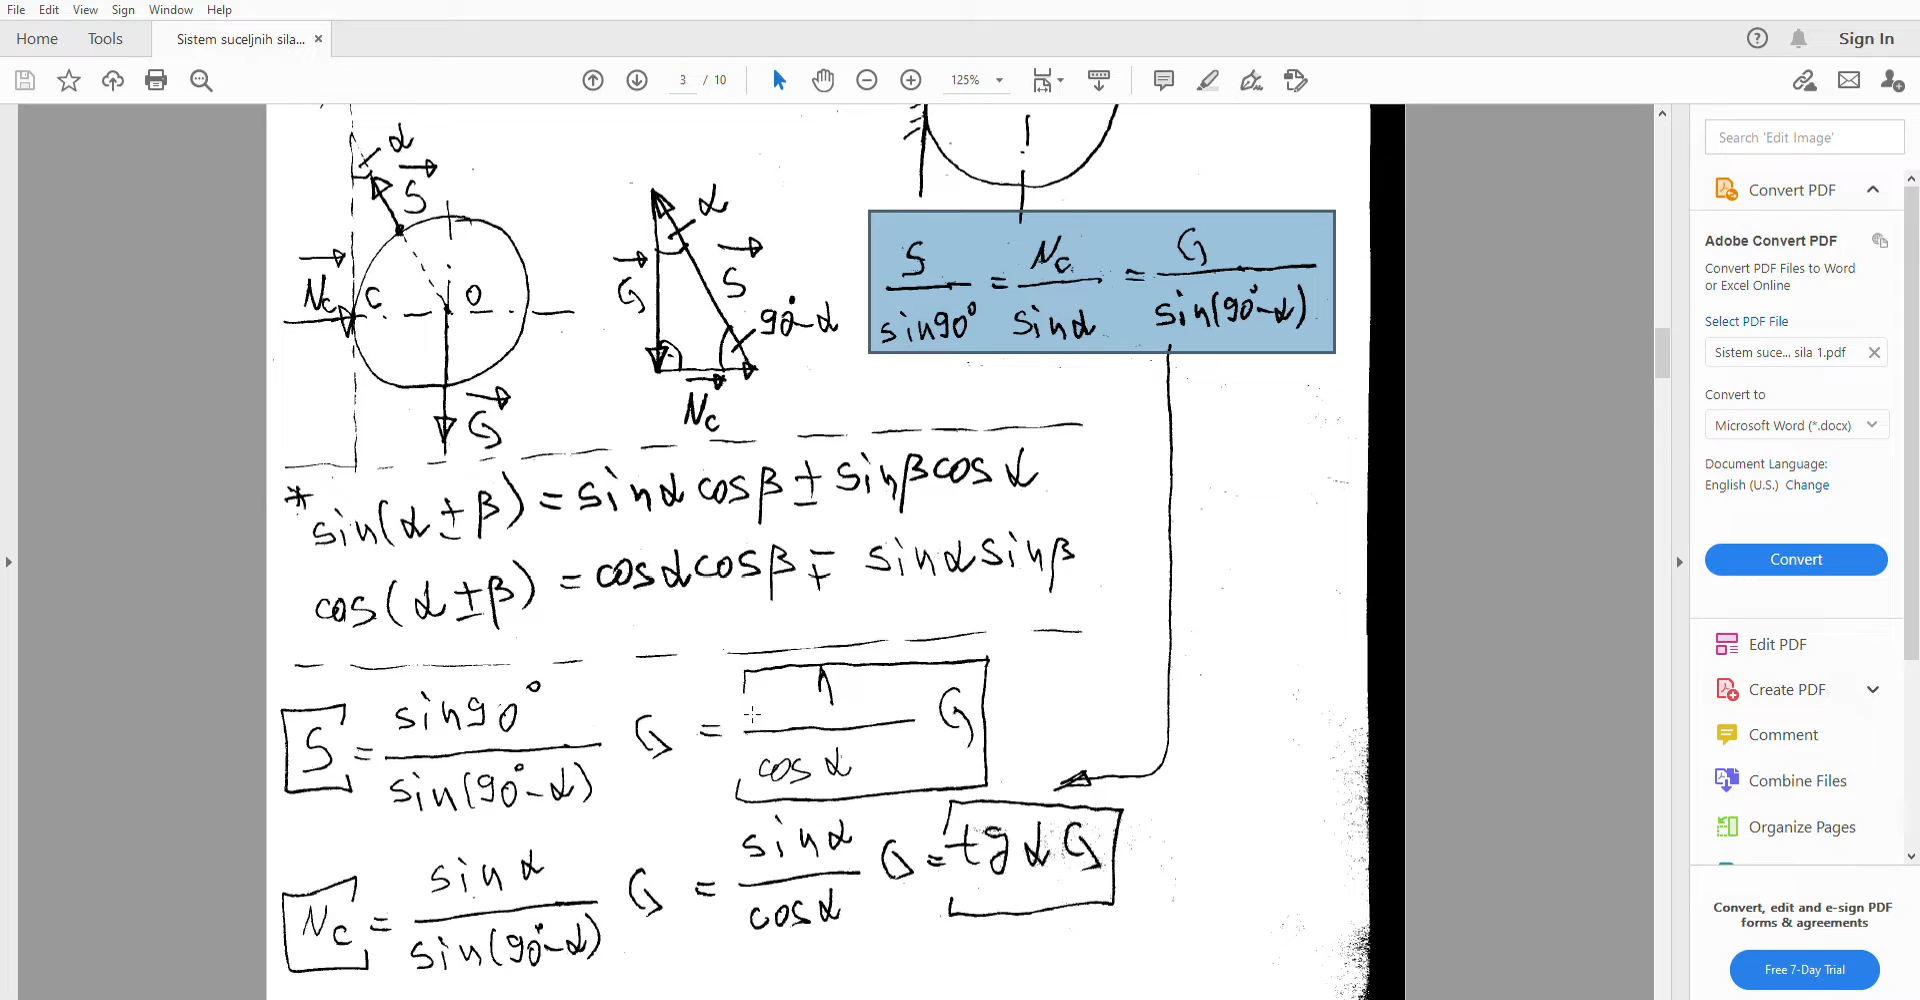 File Edit View Sign Window Help
Home Tools Sistem suceljnih sila... × Sign In
3 / 10 125%
α
S
N_c C O
G
α
G S
90°-α
N_c
S/sin90° = N_c/sinα = G/sin(90°-α)
* sin(α ± β) = sinα cosβ ± sinβ cosα
cos(α ± β) = cosα cosβ ∓ sinα sinβ
S = sin90°/sin(90°-α) G = 1/cosα G
N_c = sinα/sin(90°-α) G = sinα/cosα G = tgα G
Search 'Edit Image'
Convert PDF
Adobe Convert PDF
Convert PDF Files to Word
or Excel Online
Select PDF File
Sistem suce... sila 1.pdf
Convert to
Microsoft Word (*.docx)
Document Language:
English (U.S.) Change
Convert
Edit PDF
Create PDF
Comment
Combine Files
Organize Pages
Convert, edit and e-sign PDF
forms & agreements
Free 7-Day Trial